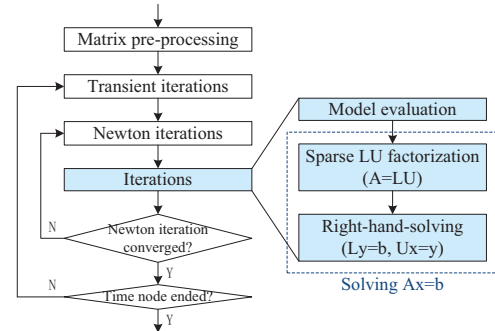 Matrix pre-processing
Transient iterations
Newton iterations
Iterations
N
Newton iteration
converged?
Y
N
Time node ended?
Y
Model evaluation
Sparse LU factorization
(A=LU)
Right-hand-solving
(Ly=b, Ux=y)
Solving Ax=b